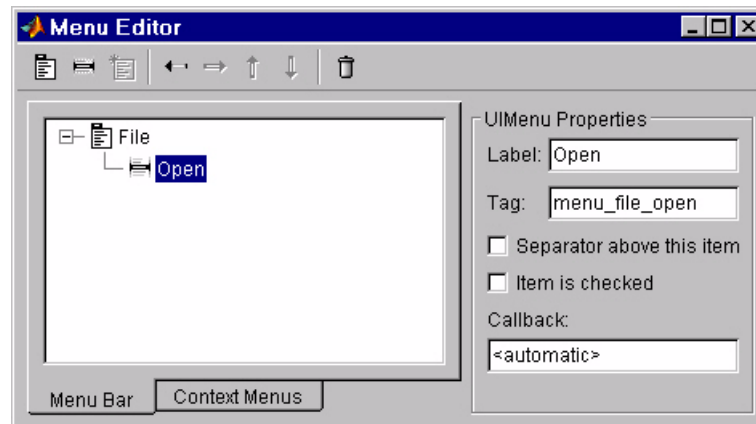 Menu Editor
File
Open
Menu Bar
Context Menus
UIMenu Properties
Label: Open
Tag: menu_file_open
Separator above this item
Item is checked
Callback:
<automatic>